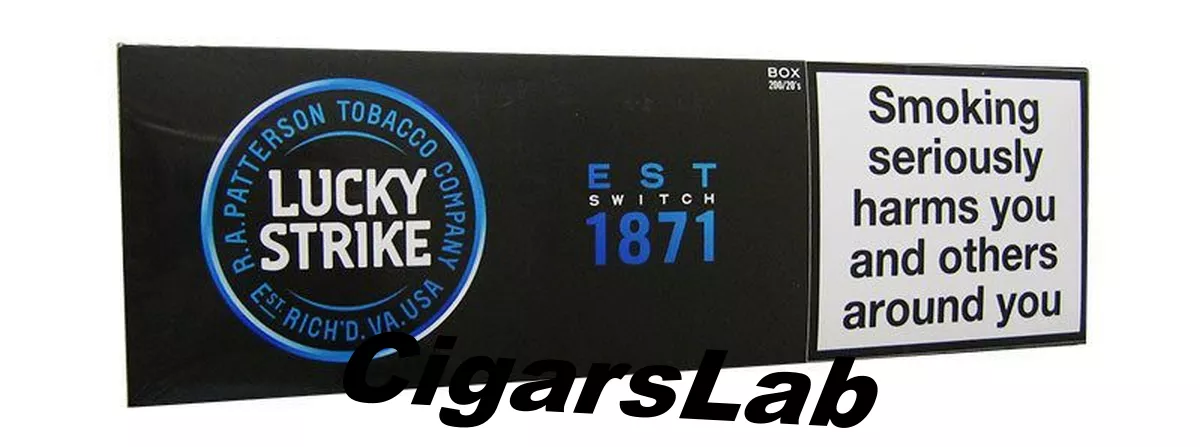 R.A.PATTERSON TOBACCO COMPANY
LUCKY
STRIKE
EST. RICH'D. VA. USA
BOX
200/20's
EST
SWITCH
1871
Smoking
seriously
harms you
and others
around you
CigarsLab